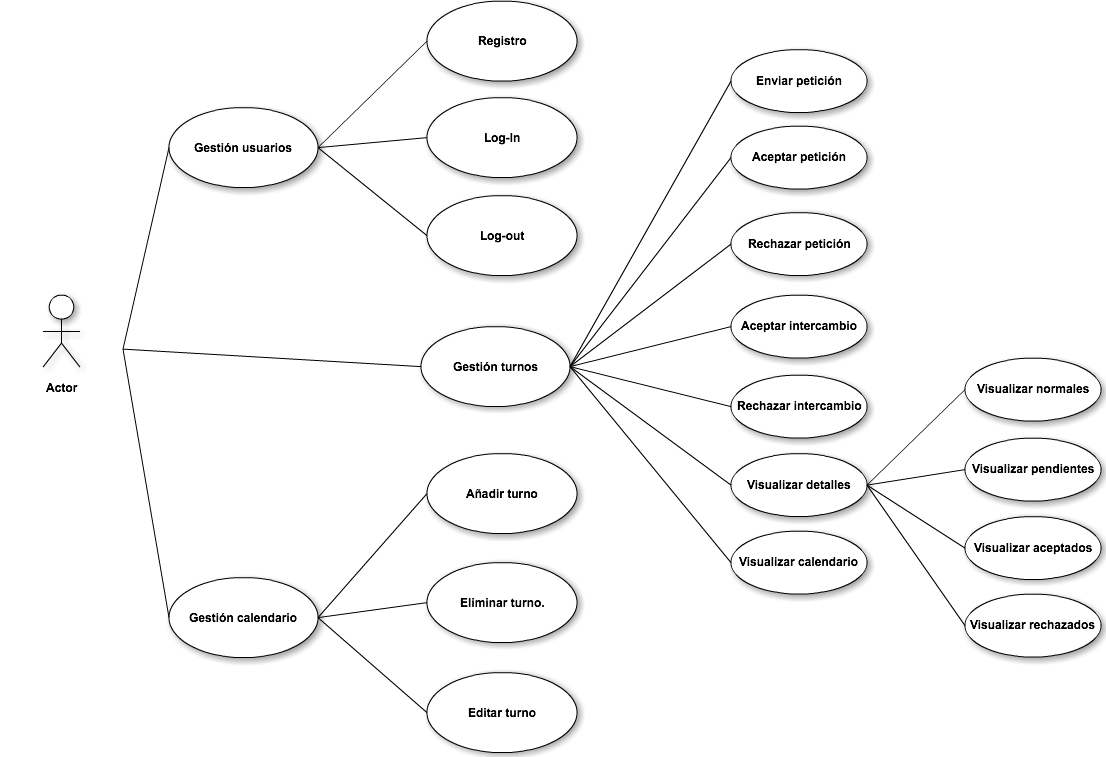 Registro
Gestión usuarios
Log-In
Log-out
Actor
Gestión turnos
Enviar petición
Aceptar petición
Rechazar petición
Aceptar intercambio
Rechazar intercambio
Visualizar detalles
Visualizar calendario
Visualizar normales
Visualizar pendientes
Visualizar aceptados
Visualizar rechazados
Gestión calendario
Añadir turno
Eliminar turno.
Editar turno